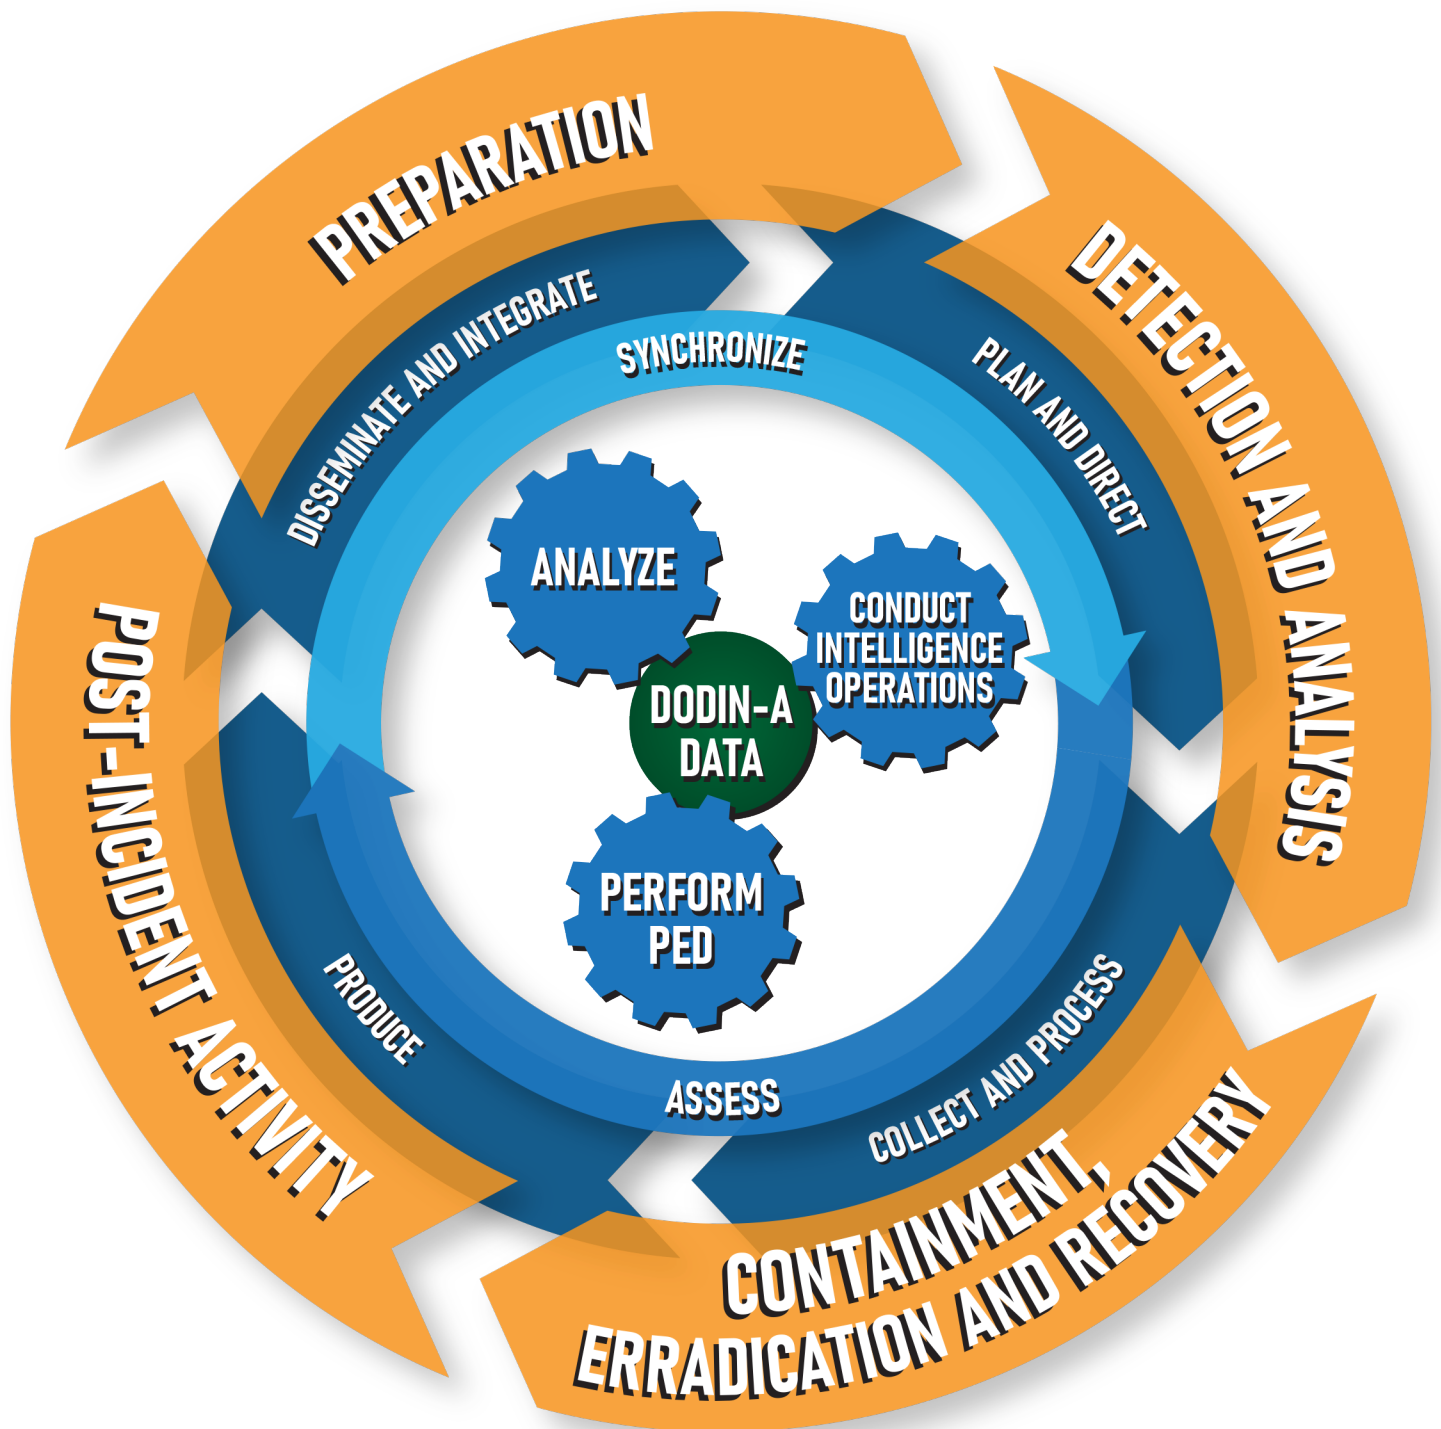 PREPARATION
DETECTION AND ANALYSIS
CONTAINMENT,
ERRADICATION AND RECOVERY
POST-INCIDENT ACTIVITY
DISSEMINATE AND INTEGRATE
PLAN AND DIRECT
COLLECT AND PROCESS
PRODUCE
SYNCHRONIZE
ASSESS
ANALYZE
CONDUCT
INTELLIGENCE
OPERATIONS
DODIN-A
DATA
PERFORM
PED